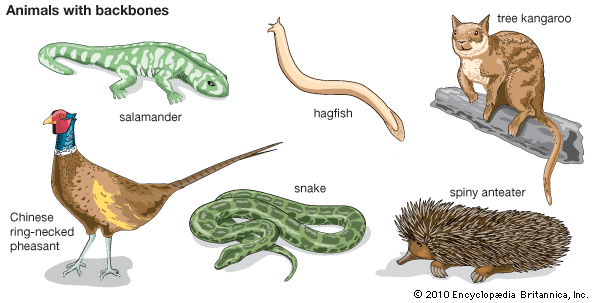 Animals with backbones
tree kangaroo
salamander
hagfish
snake
spiny anteater
Chinese
ring-necked
pheasant
© 2010 Encyclopædia Britannica, Inc.